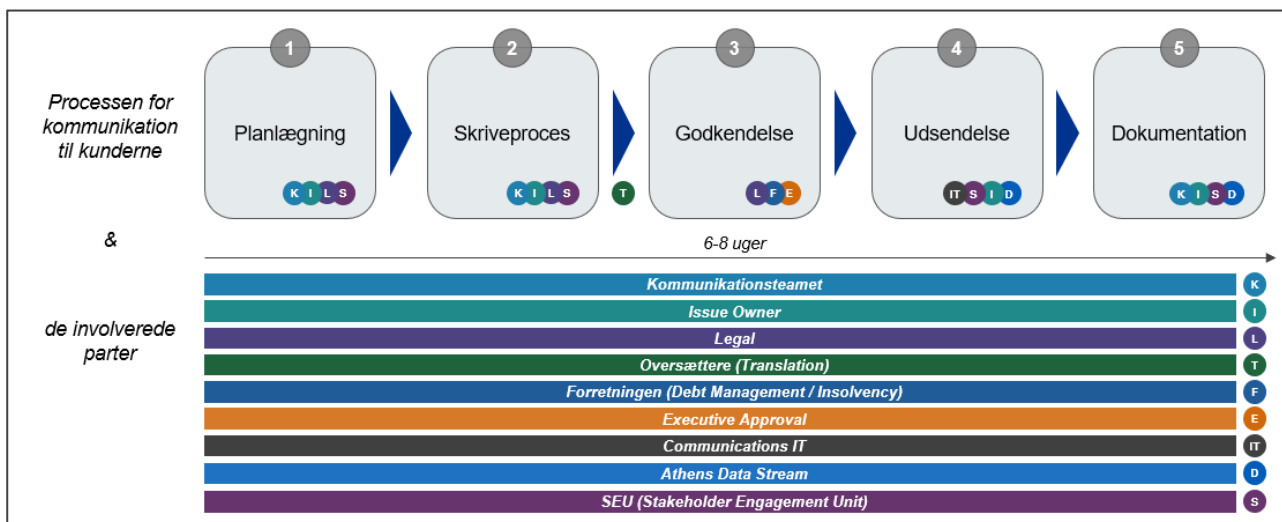 1
2
3
4
5
Processen for
kommunikation
til kunderne
Planlægning
Skriveproces
Godkendelse
Udsendelse
Dokumentation
K I L S
K I L S
T
L F E
IT S I D
K I S D
&
6-8 uger
de involverede
parter
Kommunikationsteamet K
Issue Owner I
Legal L
Oversættere (Translation) T
Forretningen (Debt Management / Insolvency) F
Executive Approval E
Communications IT IT
Athens Data Stream D
SEU (Stakeholder Engagement Unit) S